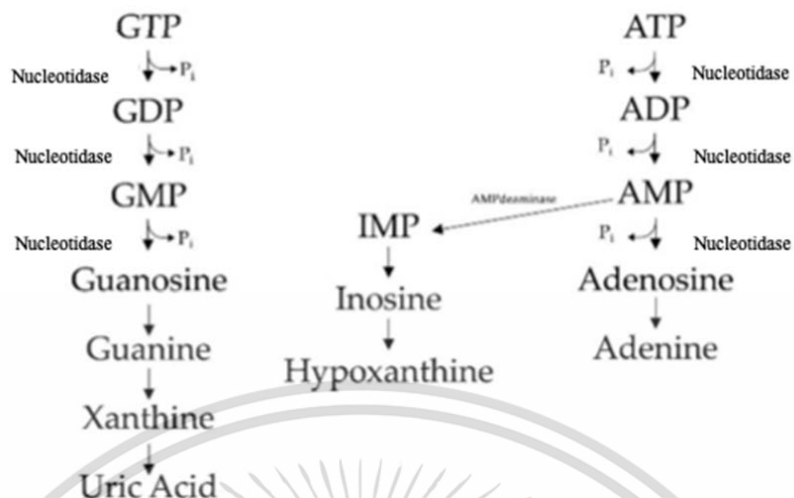 GTP ATP
Nucleotidase Pi Pi Nucleotidase
GDP ADP
Nucleotidase Pi Pi Nucleotidase
GMP AMPdeaminase AMP
IMP
Nucleotidase Pi Pi Nucleotidase
Guanosine Inosine Adenosine
Guanine Adenine
Hypoxanthine
Xanthine
Uric Acid